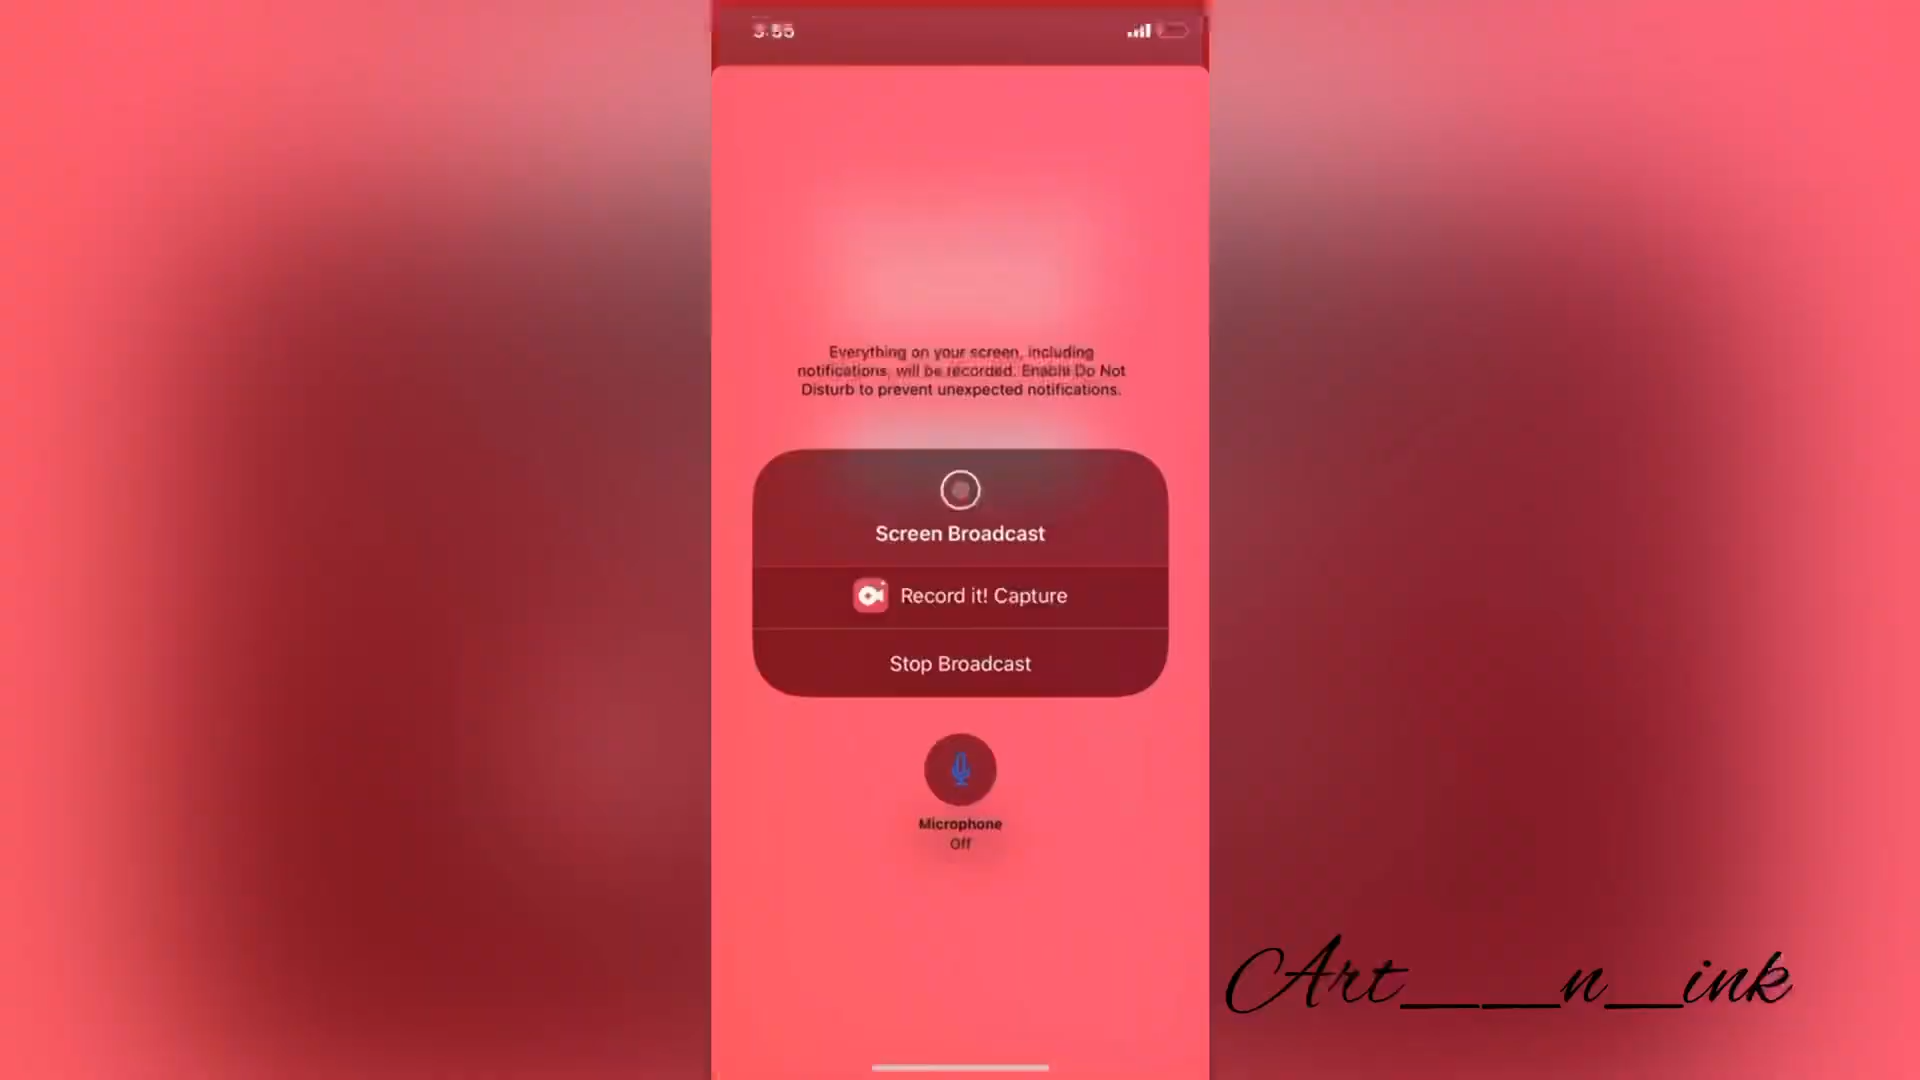 3:55
Everything on your screen, including
notifications, will be recorded. Enable Do Not
Disturb to prevent unexpected notifications.
Screen Broadcast
Record it! Capture
Stop Broadcast
Microphone
Off
Art___n_ink